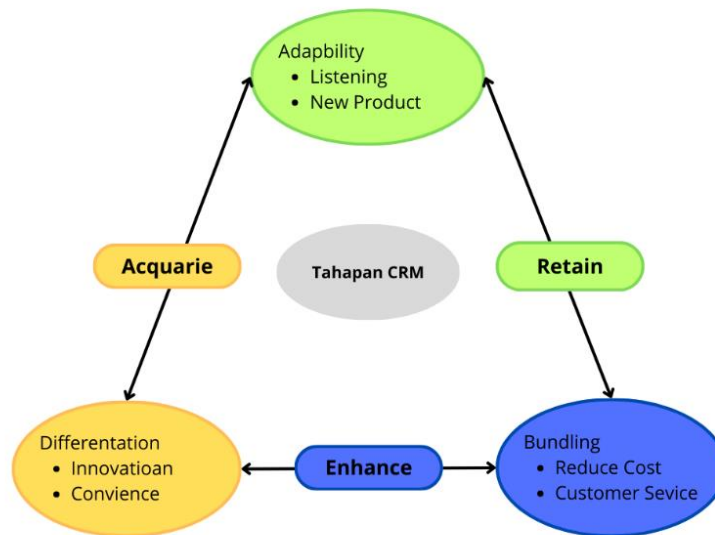 Adapbility
• Listening
• New Product
Acquarie
Tahapan CRM
Retain
Differentation
• Innovatioan
• Convience
Enhance
Bundling
• Reduce Cost
• Customer Sevice